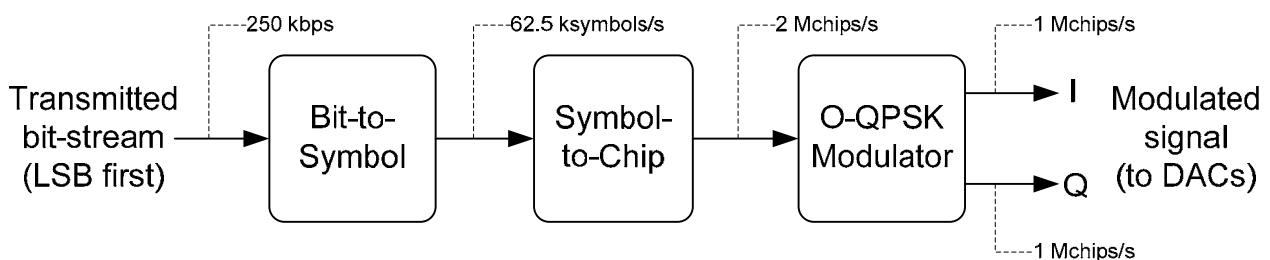 250 kbps
62.5 ksymbols/s
2 Mchips/s
1 Mchips/s
Transmitted
bit-stream
(LSB first)
Bit-to-
Symbol
Symbol-
to-Chip
O-QPSK
Modulator
I
Q
Modulated
signal
(to DACs)
1 Mchips/s